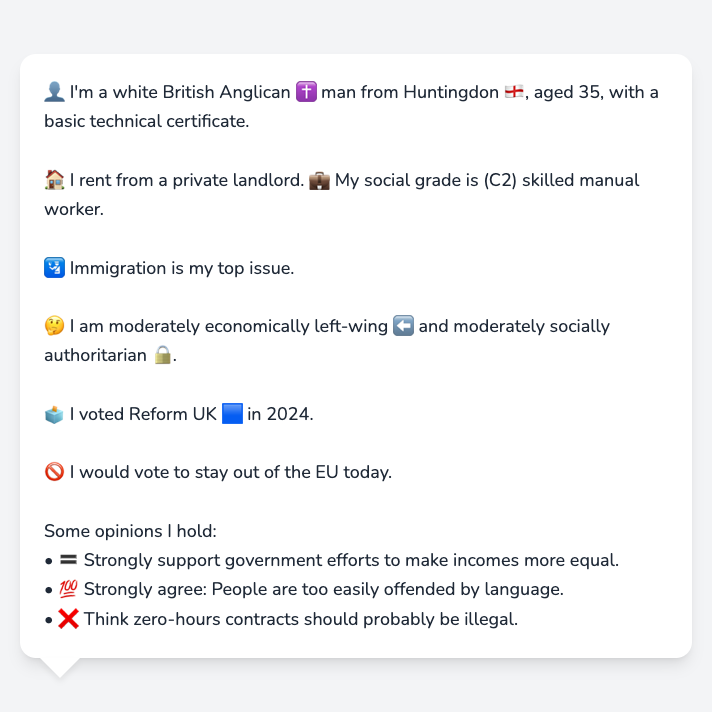 👤 I'm a white British Anglican ✝️ man from Huntingdon 🏴󠁧󠁢󠁥󠁮󠁧󠁿, aged 35, with a
basic technical certificate.
🏠 I rent from a private landlord. 💼 My social grade is (C2) skilled manual
worker.
🛂 Immigration is my top issue.
🤔 I am moderately economically left-wing ⬅️ and moderately socially
authoritarian 🔒.
🗳️ I voted Reform UK 🟦 in 2024.
🚫 I would vote to stay out of the EU today.
Some opinions I hold:
• 🟰 Strongly support government efforts to make incomes more equal.
• 💯 Strongly agree: People are too easily offended by language.
• ❌ Think zero-hours contracts should probably be illegal.